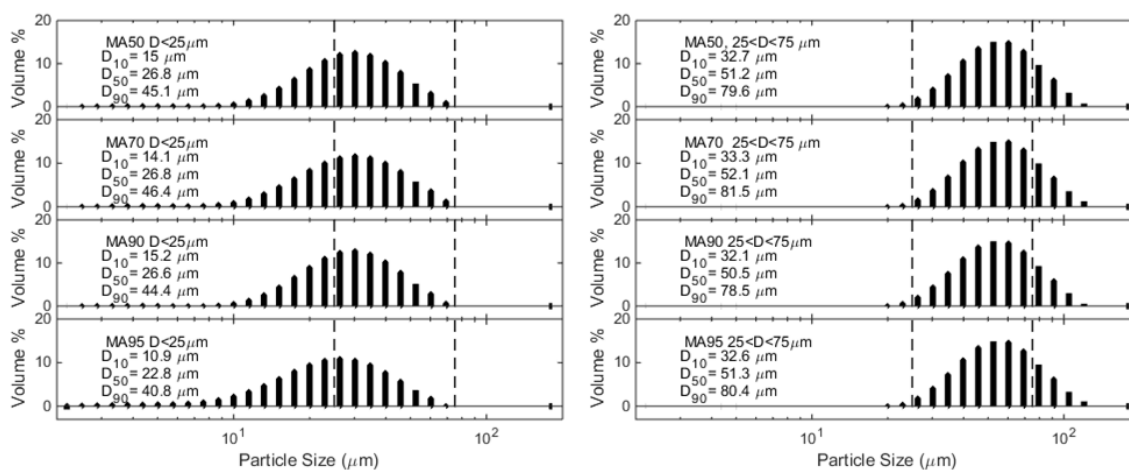 20
10
0
Volume %
MA50 D<25μm
D10 = 15 μm
D50 = 26.8 μm
D90 = 45.1 μm
20
10
0
Volume %
MA70 D<25μm
D10 = 14.1 μm
D50 = 26.8 μm
D90 = 46.4 μm
20
10
0
Volume %
MA90 D<25μm
D10 = 15.2 μm
D50 = 26.6 μm
D90 = 44.4 μm
20
10
0
Volume %
MA95 D<25μm
D10 = 10.9 μm
D50 = 22.8 μm
D90 = 40.8 μm
10^1
10^2
Particle Size (μm)
20
10
0
Volume %
MA50, 25<D<75 μm
D10 = 32.7 μm
D50 = 51.2 μm
D90 = 79.6 μm
20
10
0
Volume %
MA70 25<D<75 μm
D10 = 33.3 μm
D50 = 52.1 μm
D90 = 81.5 μm
20
10
0
Volume %
MA90 25<D<75μm
D10 = 32.1 μm
D50 = 50.5 μm
D90 = 78.5 μm
20
10
0
Volume %
MA95 25<D<75μm
D10 = 32.6 μm
D50 = 51.3 μm
D90 = 80.4 μm
10^1
10^2
Particle Size (μm)